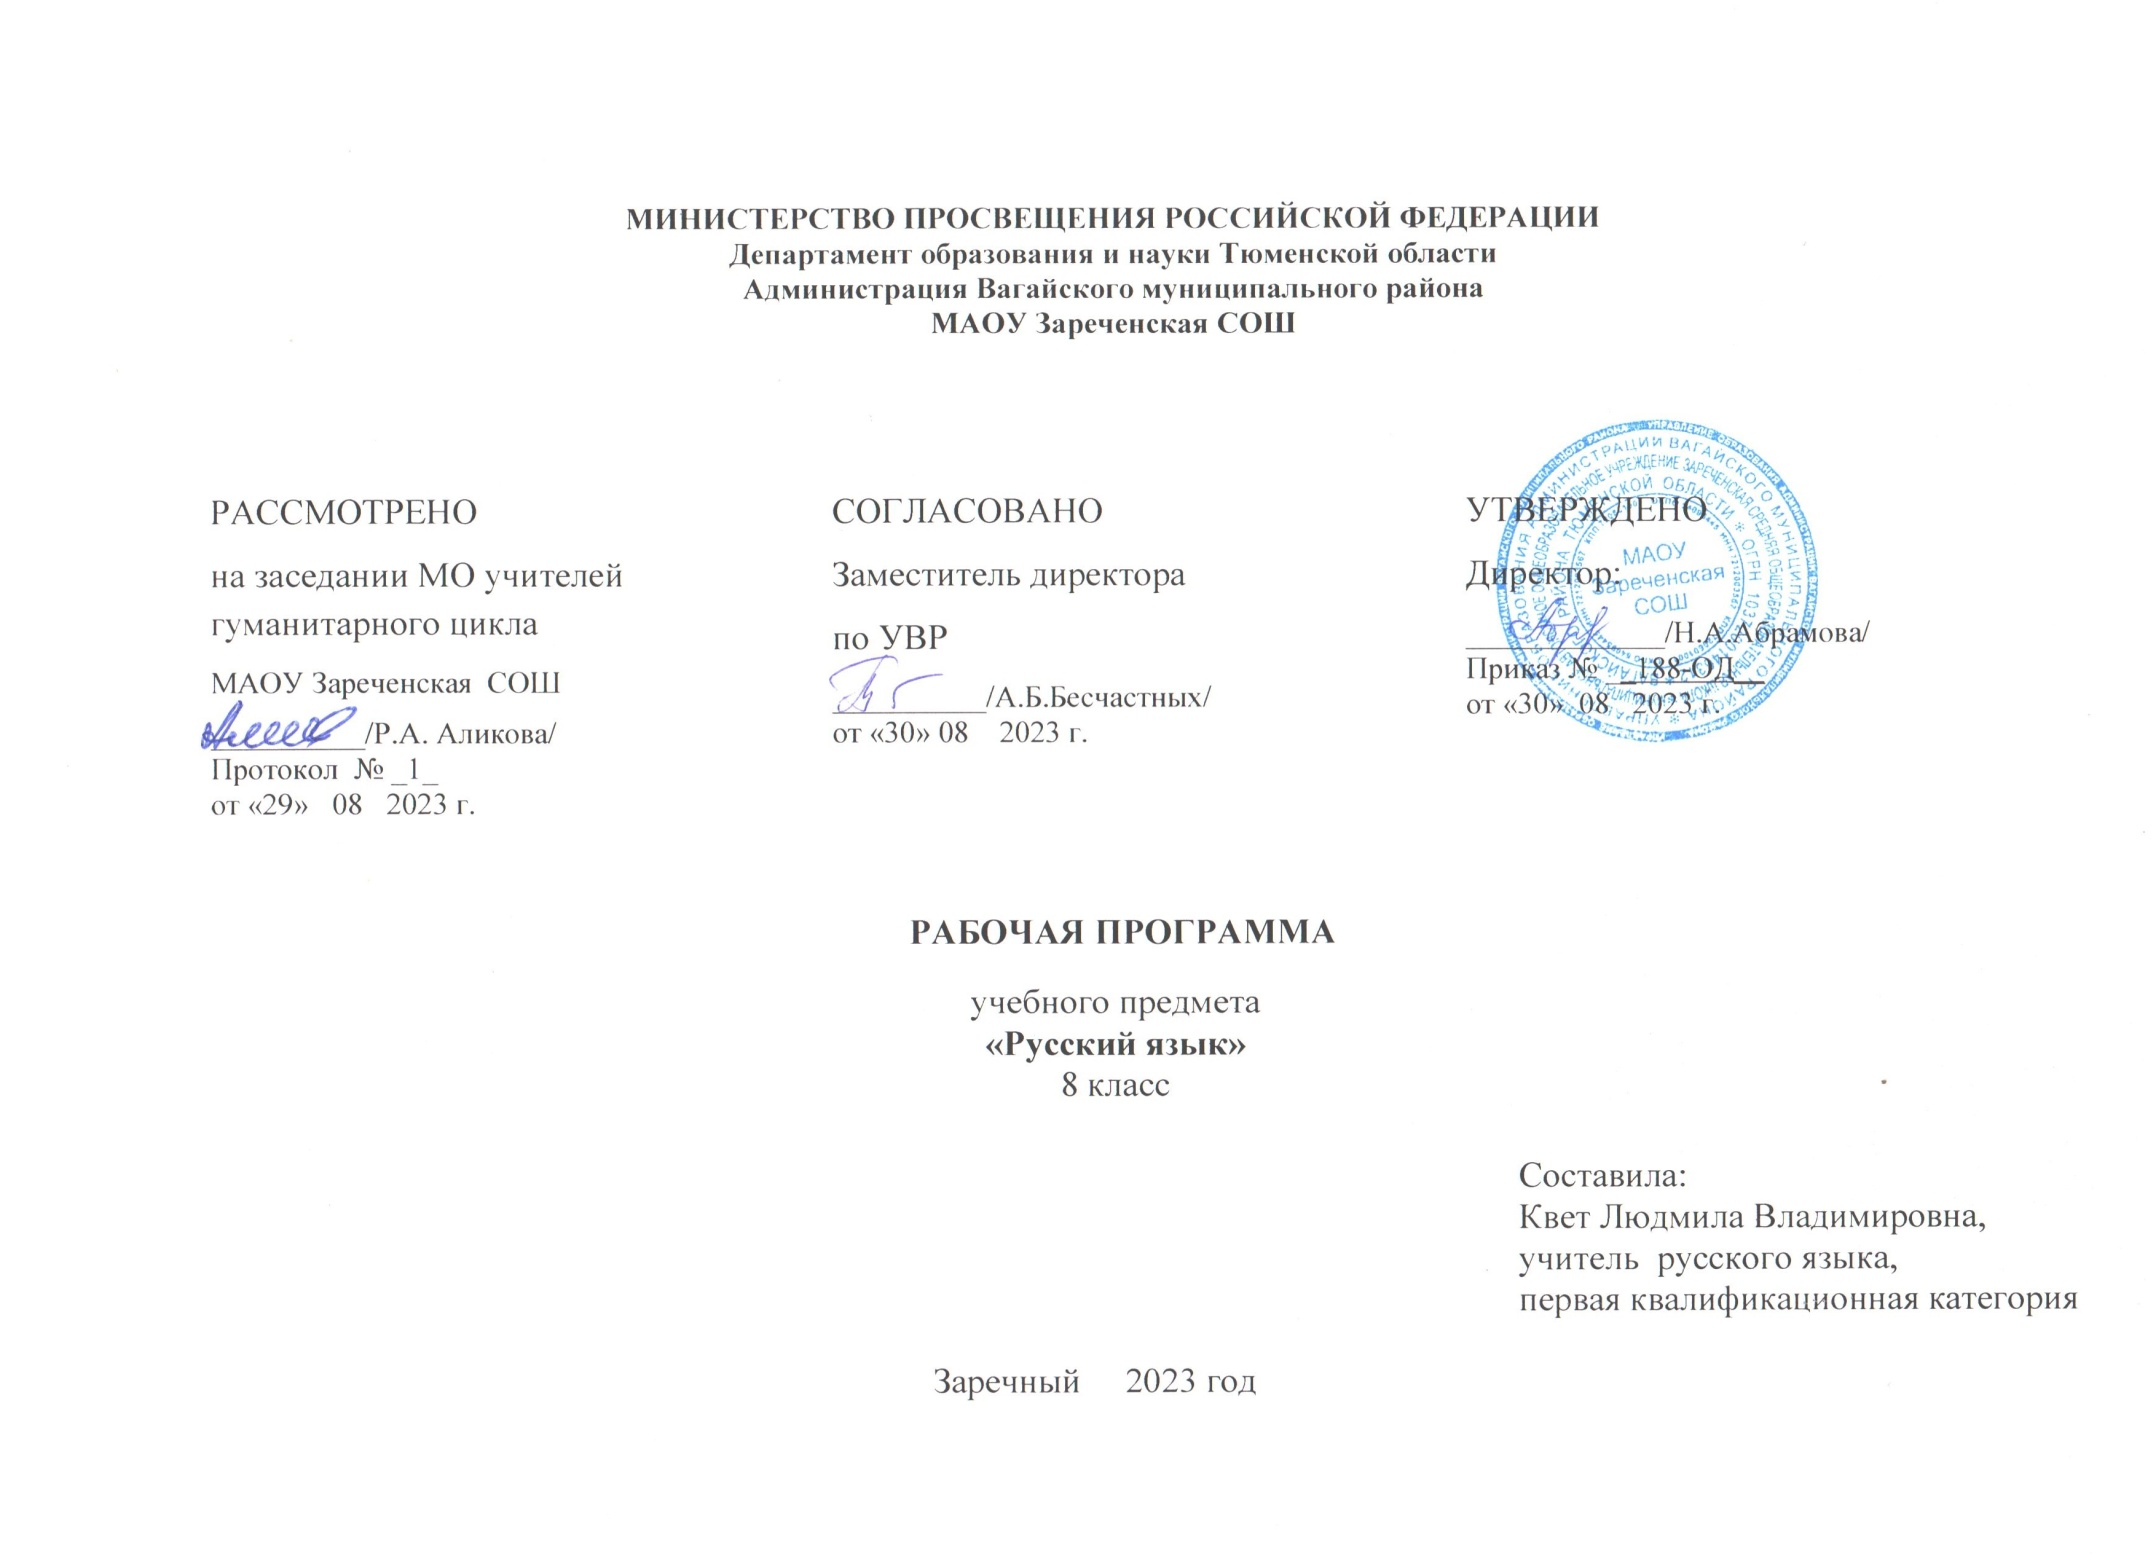 МИНИСТЕРСТВО ПРОСВЕЩЕНИЯ РОССИЙСКОЙ ФЕДЕРАЦИИ
Департамент образования и науки Тюменской области
Администрация Вагайского муниципального района
МАОУ Зареченская СОШ
РАССМОТРЕНО
на заседании МО учителей
гуманитарного цикла
МАОУ Зареченская СОШ
/Р.А. Аликова/
Протокол № _1_
от «29» 08 2023 г.
СОГЛАСОВАНО
Заместитель директора
по УВР
/А.Б.Бесчастных/
от «30» 08 2023 г.
УТВЕРЖДЕНО
Директор:
/Н.А.Абрамова/
Приказ № _188-ОД__
от «30» 08 2023 г.
МАОУ
Зареченская
СОШ
РАБОЧАЯ ПРОГРАММА
учебного предмета
«Русский язык»
8 класс
Составила:
Квет Людмила Владимировна,
учитель русского языка,
первая квалификационная категория
Заречный 2023 год